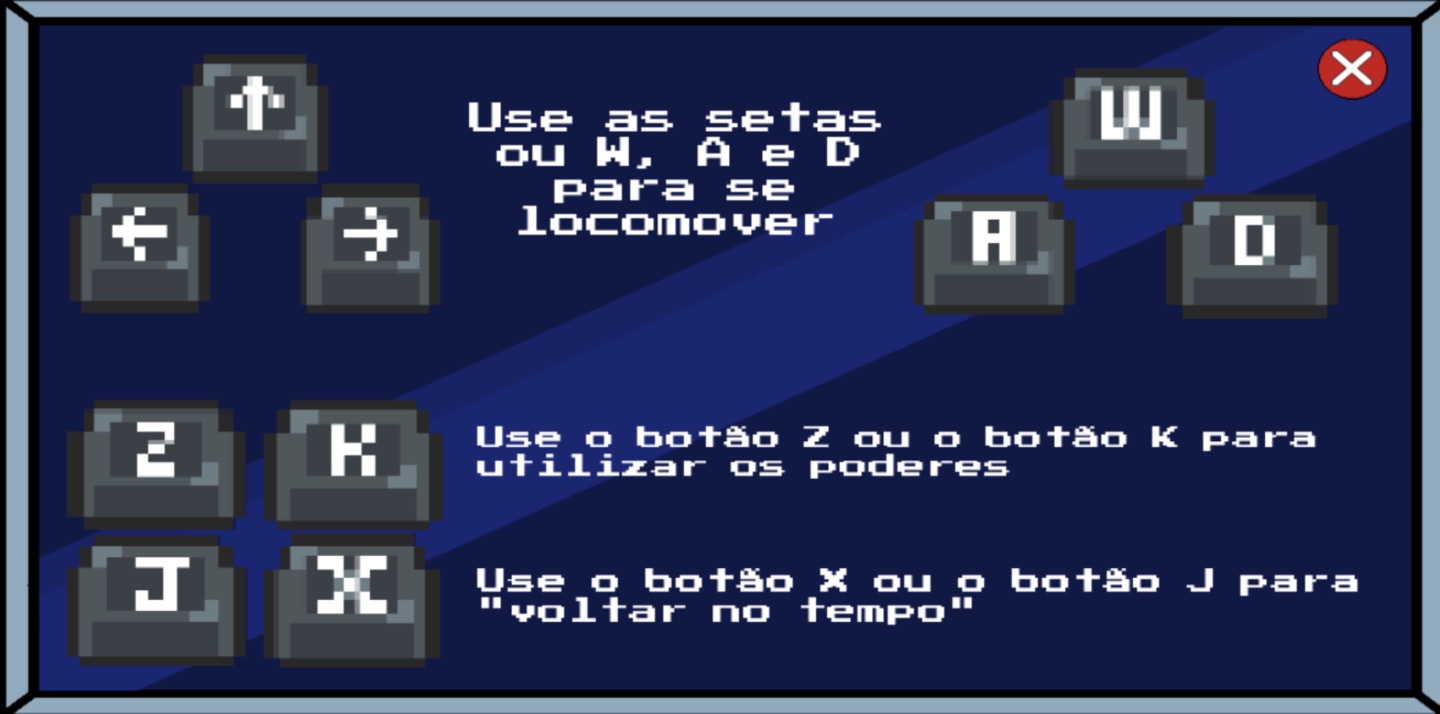 ↑
← →
Use as setas
ou W, A e D
para se
locomover
W
A D
Z K
Use o botão Z ou o botão K para
utilizar os poderes
J X
Use o botão X ou o botão J para
"voltar no tempo"